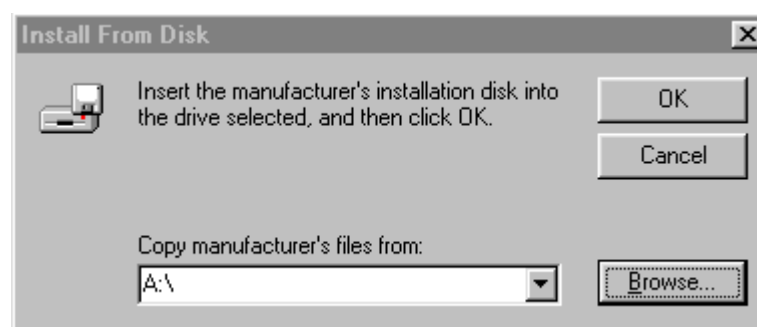 Install From Disk
Insert the manufacturer's installation disk into
the drive selected, and then click OK.
OK
Cancel
Copy manufacturer's files from:
A:\
Browse...